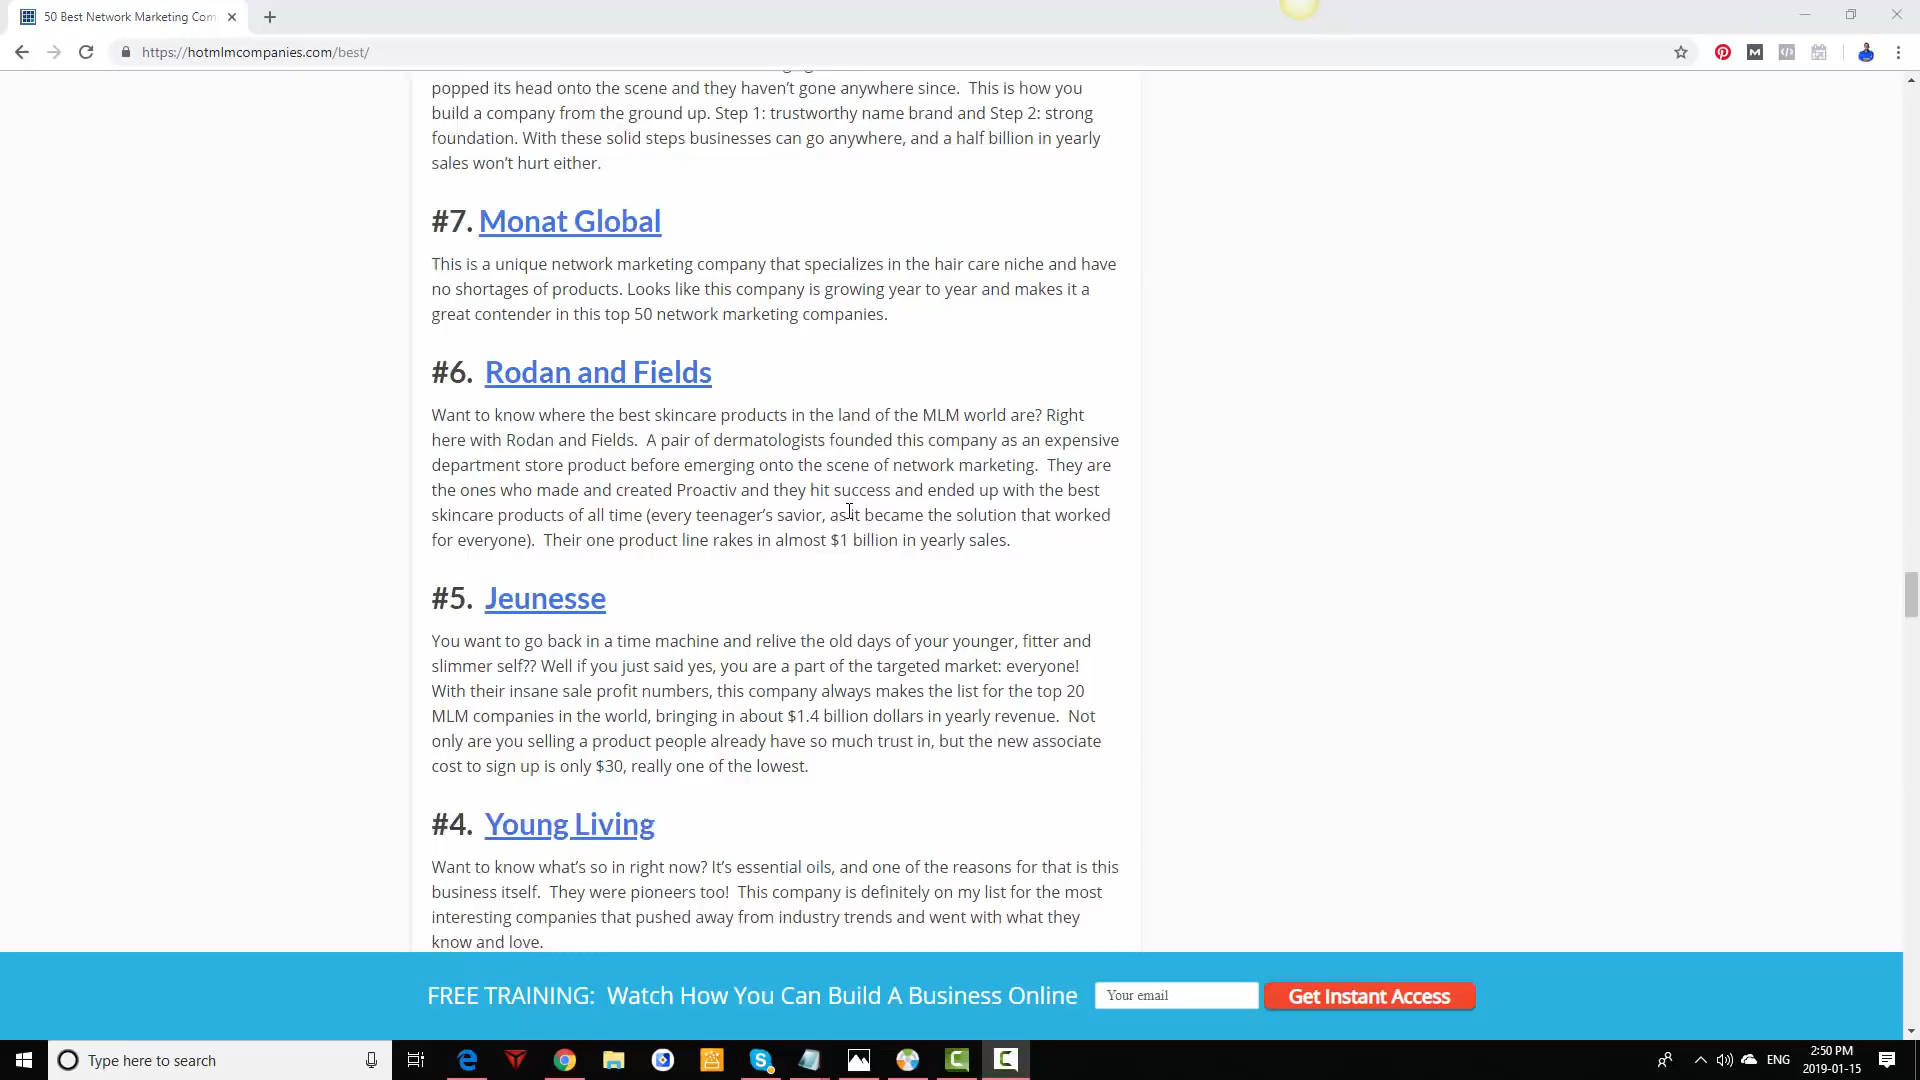 50 Best Network Marketing Com
https://hotmlmcompanies.com/best/
popped its head onto the scene and they haven’t gone anywhere since.  This is how you
build a company from the ground up. Step 1: trustworthy name brand and Step 2: strong
foundation. With these solid steps businesses can go anywhere, and a half billion in yearly
sales won’t hurt either.
#7. Monat Global
This is a unique network marketing company that specializes in the hair care niche and have
no shortages of products. Looks like this company is growing year to year and makes it a
great contender in this top 50 network marketing companies.
#6.  Rodan and Fields
Want to know where the best skincare products in the land of the MLM world are? Right
here with Rodan and Fields.  A pair of dermatologists founded this company as an expensive
department store product before emerging onto the scene of network marketing.  They are
the ones who made and created Proactiv and they hit success and ended up with the best
skincare products of all time (every teenager’s savior, as it became the solution that worked
for everyone).  Their one product line rakes in almost $1 billion in yearly sales.
#5.  Jeunesse
You want to go back in a time machine and relive the old days of your younger, fitter and
slimmer self?? Well if you just said yes, you are a part of the targeted market: everyone!
With their insane sale profit numbers, this company always makes the list for the top 20
MLM companies in the world, bringing in about $1.4 billion dollars in yearly revenue.  Not
only are you selling a product people already have so much trust in, but the new associate
cost to sign up is only $30, really one of the lowest.
#4.  Young Living
Want to know what’s so in right now? It’s essential oils, and one of the reasons for that is this
business itself.  They were pioneers too!  This company is definitely on my list for the most
interesting companies that pushed away from industry trends and went with what they
know and love.
FREE TRAINING:  Watch How You Can Build A Business Online
Your email
Get Instant Access
Type here to search
ENG
2:50 PM
2019-01-15